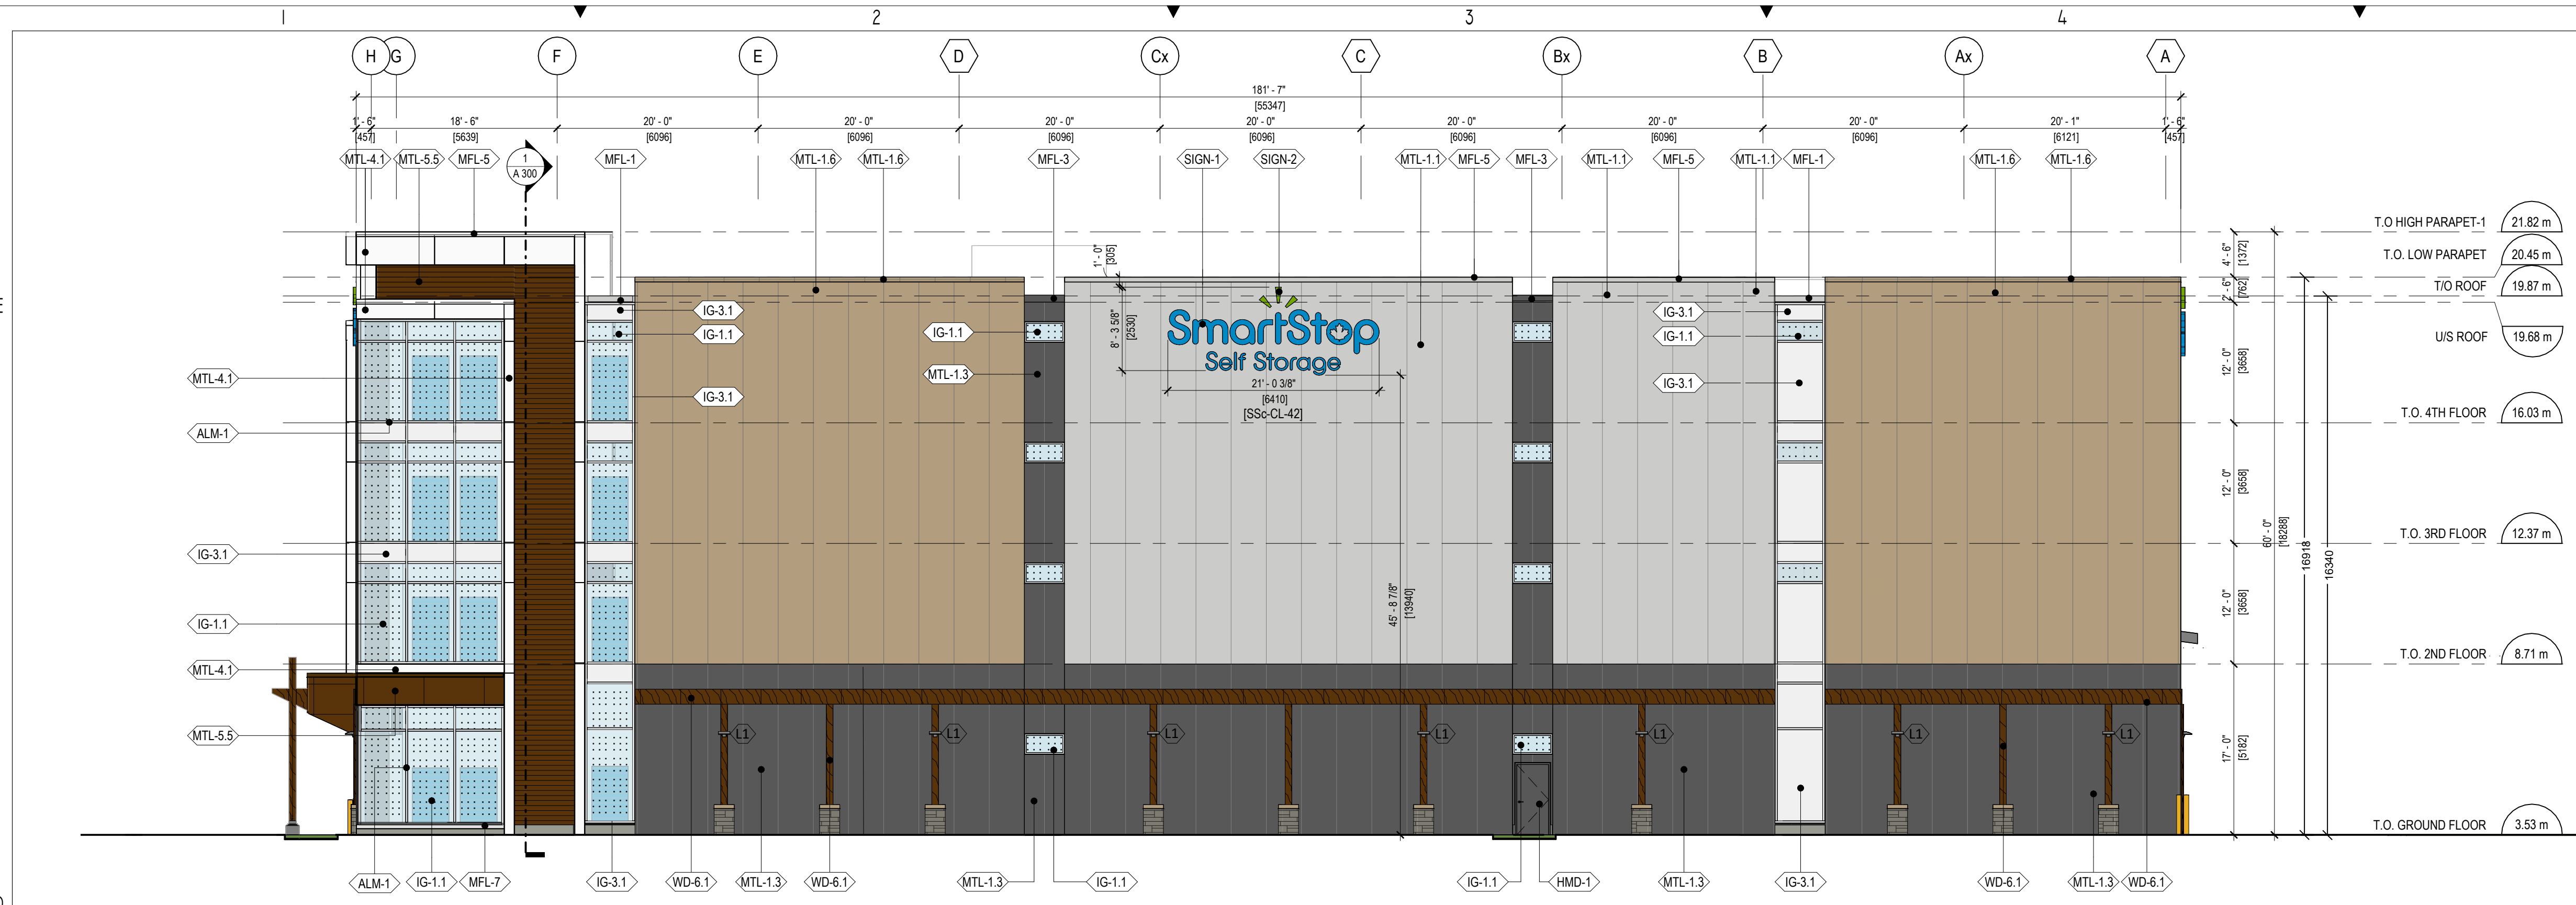 1 2 3 4
H G F E D Cx C Bx B Ax A
181' - 7"
[55347]
1' - 6" 18' - 6" 20' - 0" 20' - 0" 20' - 0" 20' - 0" 20' - 0" 20' - 0" 20' - 0" 20' - 1" 1' - 6"
[457] [5639] [6096] [6096] [6096] [6096] [6096] [6096] [6096] [6121] [457]
MTL-4.1 MTL-5.5 MFL-5 1 MFL-1 MTL-1.6 MTL-1.6 MFL-3 SIGN-1 SIGN-2 MTL-1.1 MFL-5 MFL-3 MTL-1.1 MFL-5 MTL-1.1 MFL-1 MTL-1.6 MTL-1.6
A 300
T.O HIGH PARAPET-1 21.82 m
4' - 6"
[1372]
T.O. LOW PARAPET 20.45 m
1' - 0"
[305]
T/O ROOF 19.87 m
2' - 6"
[762]
IG-3.1 IG-3.1
IG-1.1 IG-1.1 IG-1.1
SmartStop
Self Storage
8' - 3 5/8"
[2530]
U/S ROOF 19.68 m
MTL-4.1 MTL-1.3 IG-3.1
21' - 0 3/8"
[6410]
[SSc-CL-42]
IG-3.1
12' - 0"
[3658]
T.O. 4TH FLOOR 16.03 m
ALM-1
12' - 0"
[3658]
T.O. 3RD FLOOR 12.37 m
60' - 0"
[18288]
16918
16340
IG-3.1
45' - 8 7/8"
[13940]
12' - 0"
[3658]
IG-1.1
T.O. 2ND FLOOR 8.71 m
MTL-4.1
MTL-5.5
L1 L1 L1 L1 L1 L1 L1
17' - 0"
[5182]
T.O. GROUND FLOOR 3.53 m
ALM-1 IG-1.1 MFL-7 IG-3.1 WD-6.1 MTL-1.3 WD-6.1 MTL-1.3 IG-1.1 IG-1.1 HMD-1 MTL-1.3 IG-3.1 WD-6.1 MTL-1.3 WD-6.1